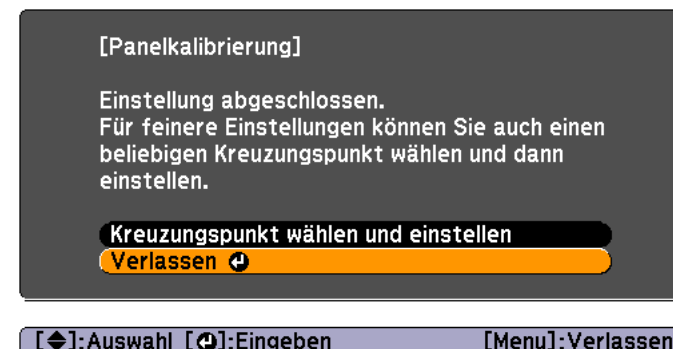 [Panelkalibrierung]
Einstellung abgeschlossen.
Für feinere Einstellungen können Sie auch einen
beliebigen Kreuzungspunkt wählen und dann
einstellen.
Kreuzungspunkt wählen und einstellen
Verlassen
[◆]:Auswahl [↵]:Eingeben [Menu]:Verlassen